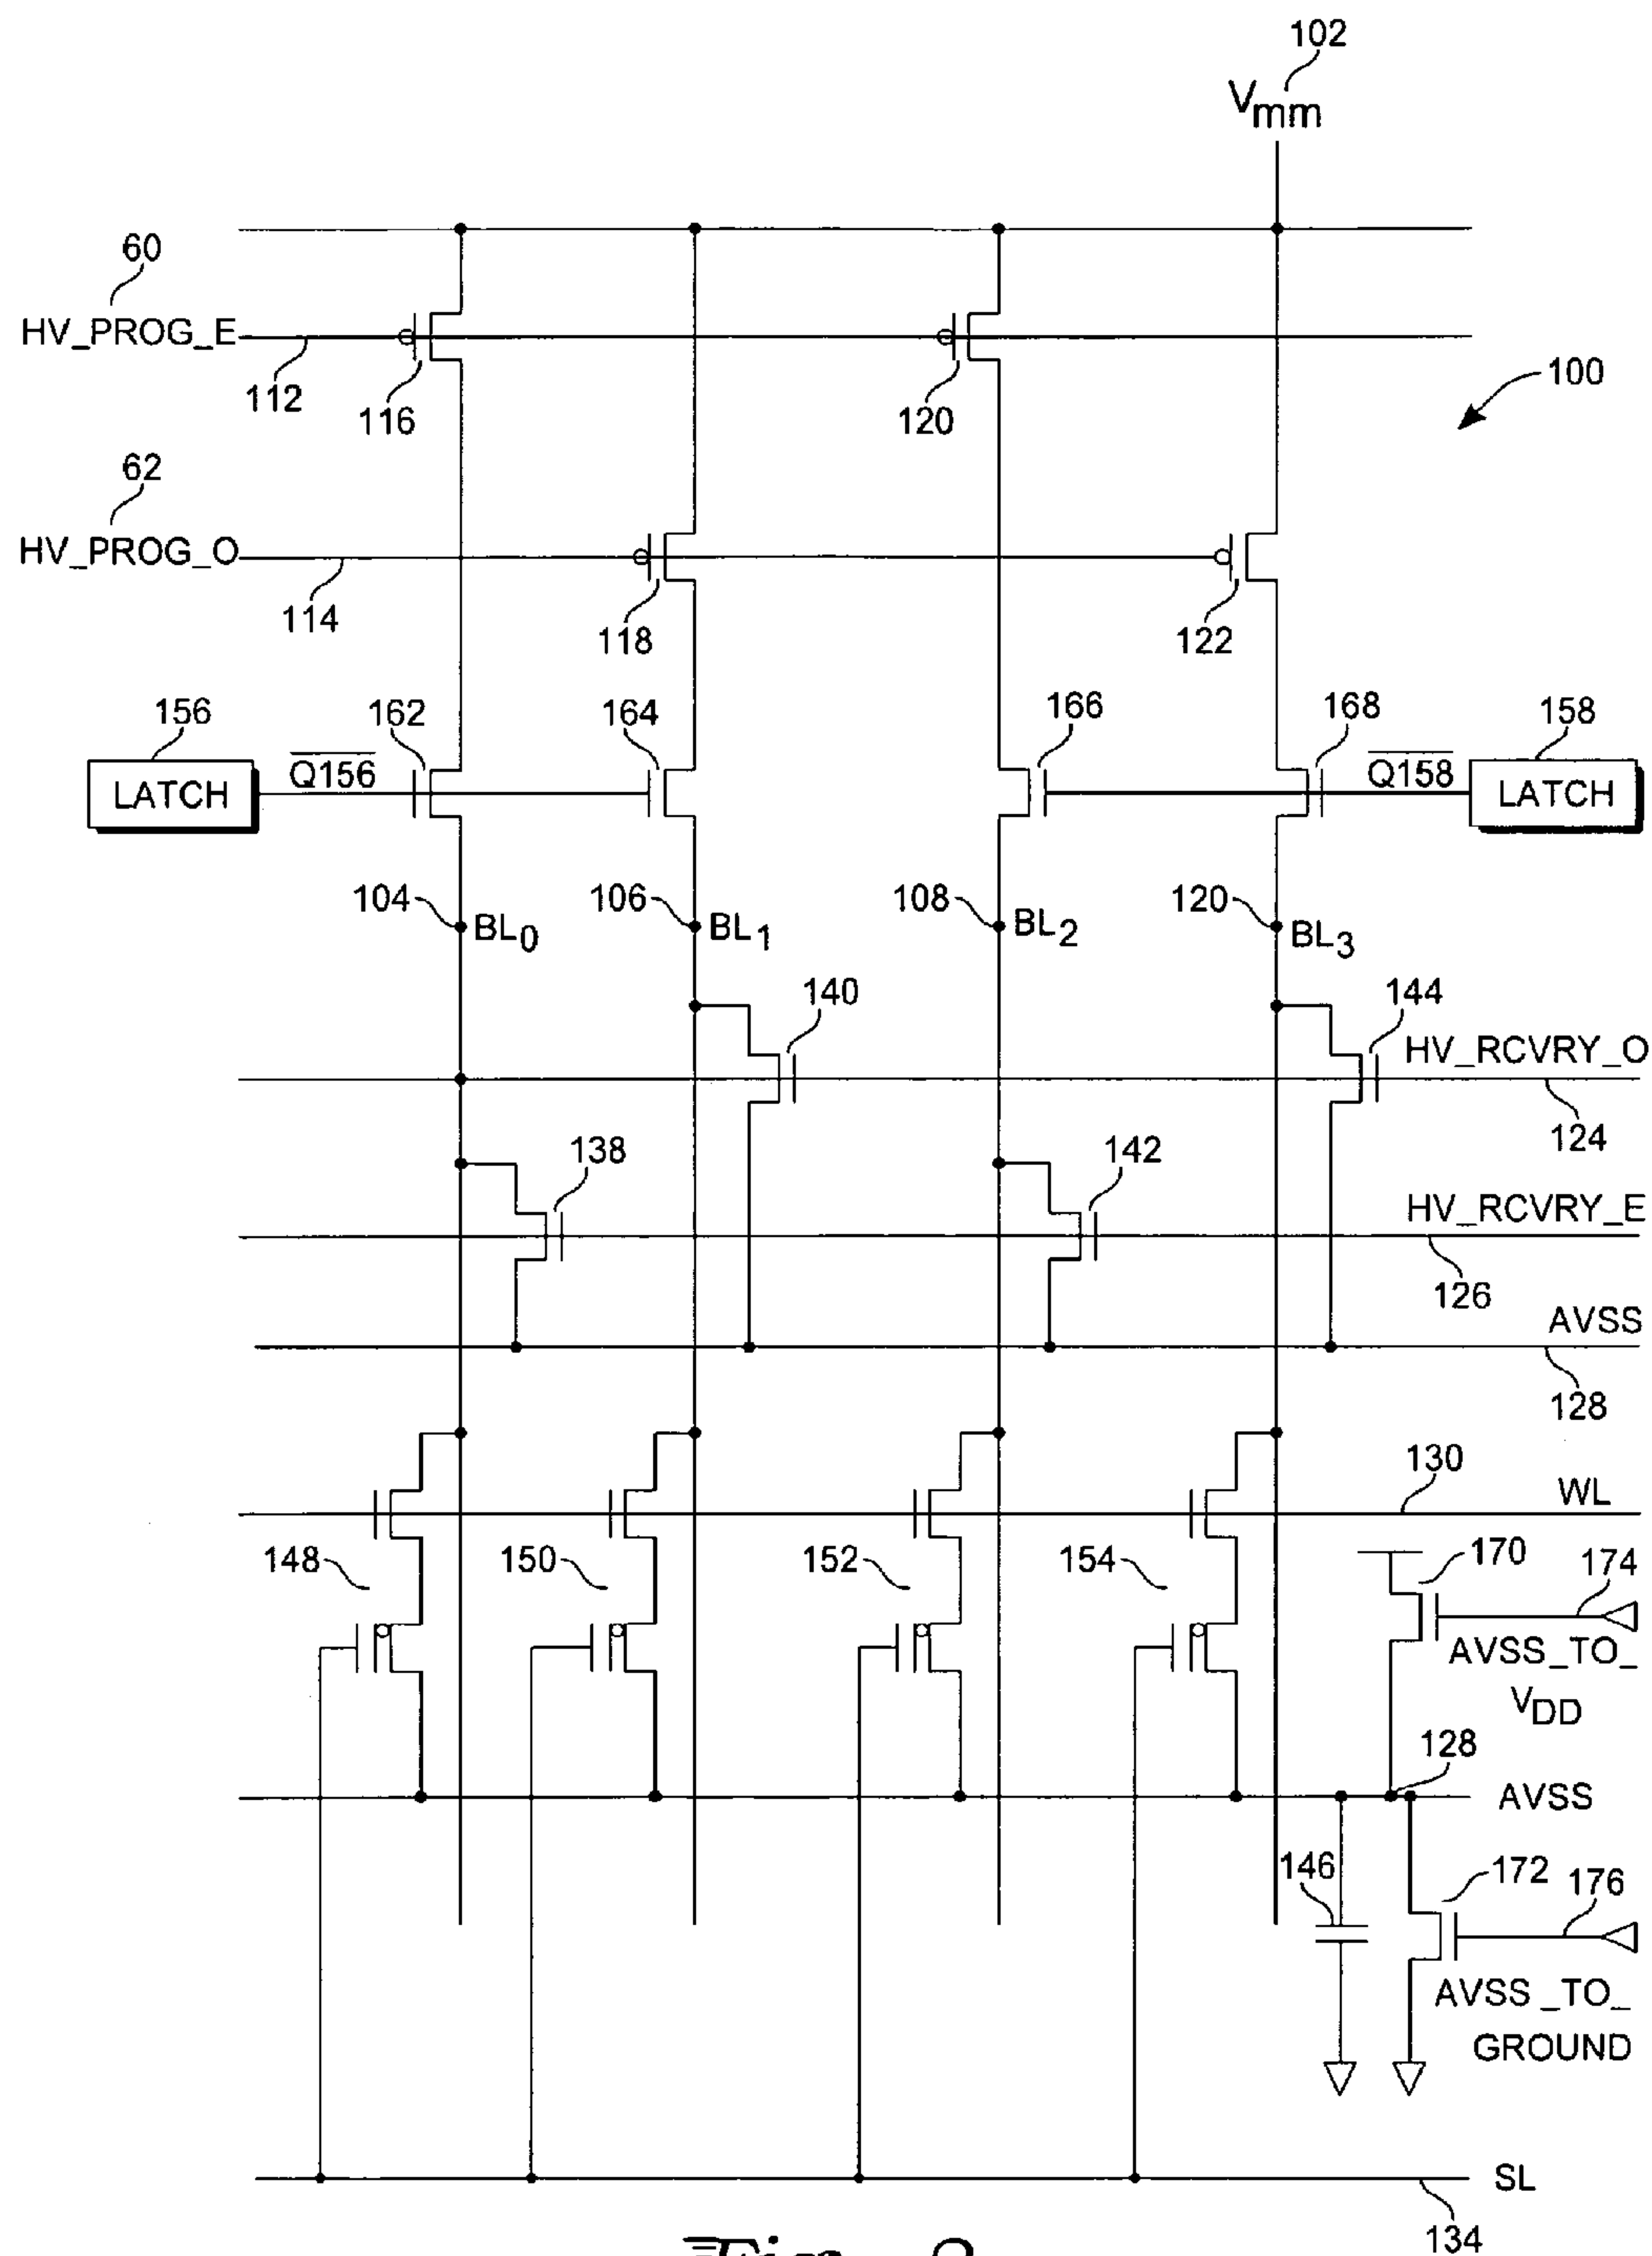 102
Vmm
60
HV_PROG_E
112
116
120
100
62
HV_PROG_O
114
118
122
156
162
164
166
168
158
LATCH
Q156
Q158
LATCH
104
BL0
106
BL1
108
BL2
120
BL3
140
144
HV_RCVRY_O
124
138
142
HV_RCVRY_E
126
AVSS
128
130
WL
148
150
152
154
170
174
AVSS_TO_
VDD
128
AVSS
146
172
176
AVSS_TO_
GROUND
SL
134